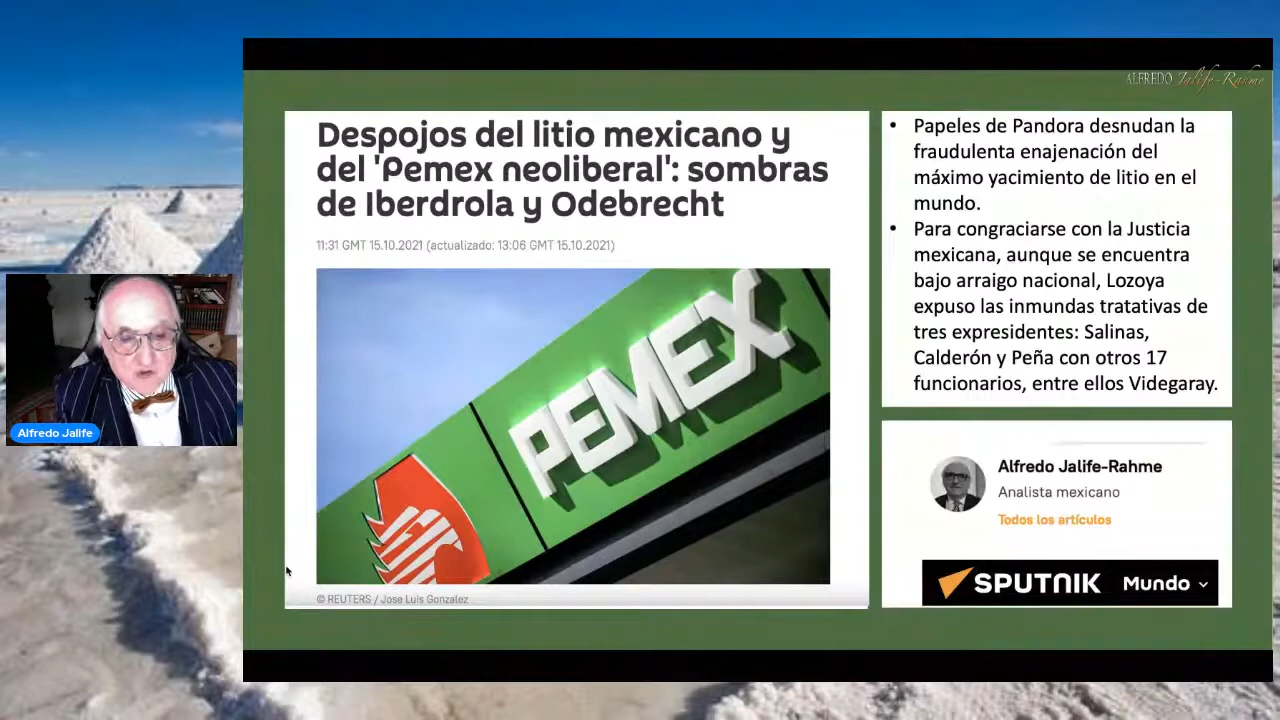 ALFREDO Jalife-Rahme
Despojos del litio mexicano y
del 'Pemex neoliberal': sombras
de Iberdrola y Odebrecht
11:31 GMT 15.10.2021 (actualizado: 13:06 GMT 15.10.2021)
PEMEX
© REUTERS / Jose Luis Gonzalez
• Papeles de Pandora desnudan la
fraudulenta enajenación del
máximo yacimiento de litio en el
mundo.
• Para congraciarse con la Justicia
mexicana, aunque se encuentra
bajo arraigo nacional, Lozoya
expuso las inmundas tratativas de
tres expresidentes: Salinas,
Calderón y Peña con otros 17
funcionarios, entre ellos Videgaray.
Alfredo Jalife-Rahme
Analista mexicano
Todos los artículos
SPUTNIK Mundo
Alfredo Jalife